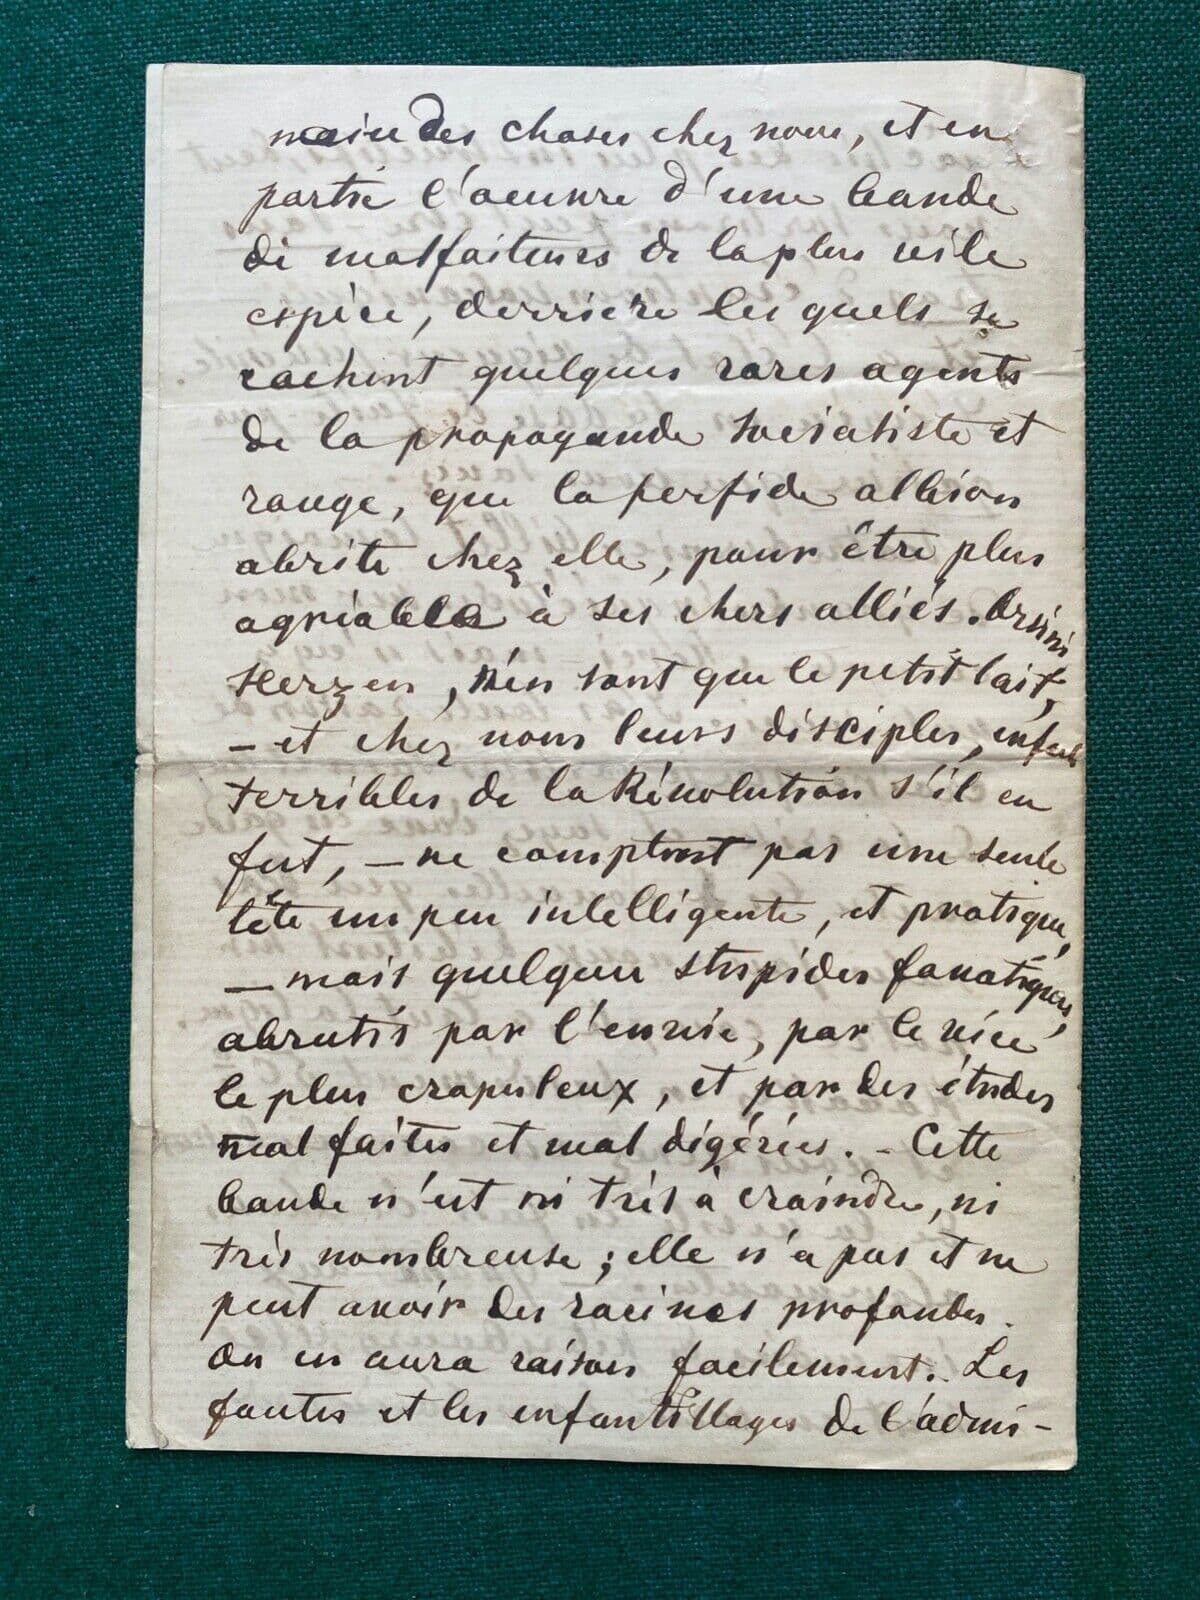 main des choses chez nous, et en
partie l'oeuvre d'une bande
de malfaiteurs de la plus vile
espèce, derrière les quels se
cachent quelques rares agents
de la propagande socialiste et
rouge, que la perfide albion
abrite chez elle, pour être plus
agréable à ses chers alliés. Orsini
Herzen, n'en sont que le petit lait,
– et chez nous leurs disciples, enfants
terribles de la Révolution s'il en
fut, – ne comptent pas une seule
tête un peu intelligente, et pratique,
– mais quelques stupides fanatiques,
abrutis par l'envie, par le vice
le plus crapuleux, et par des études
mal faites et mal digérées. – Cette
bande n'est ni très à craindre, ni
très nombreuse ; elle n'a pas et ne
peut avoir des racines profondes.
On en aura raison facilement. Les
fautes et les enfantillages de l'admi-